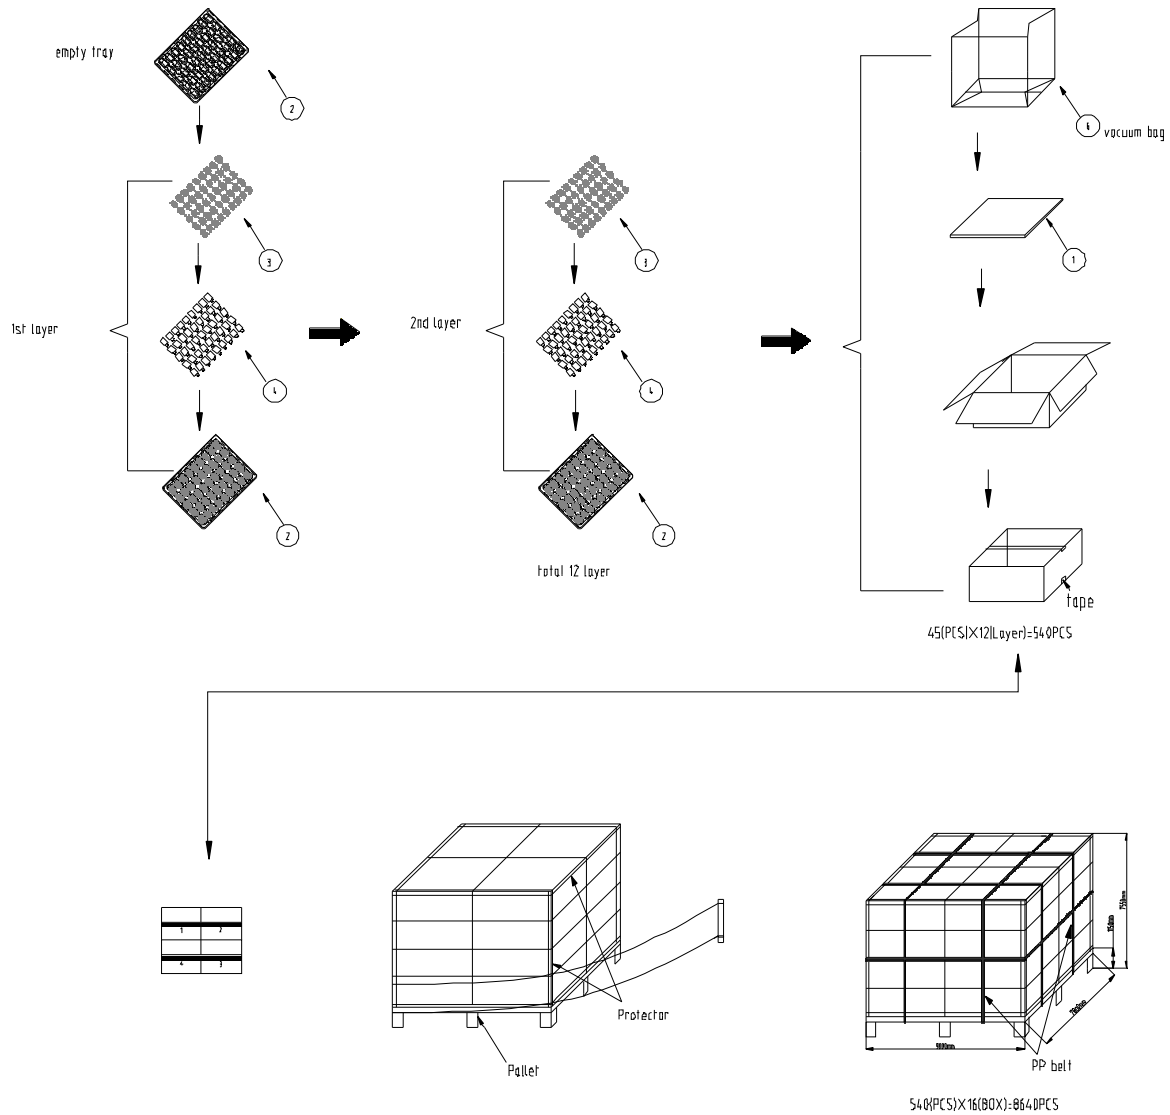 empty tray
2
6
vacuum bag
3
3
1
1st layer
2nd layer
4
4
2
2
total 12 layer
tape
45(PCS)X12(Layer)=540PCS
1 2
4 3
Protector
Pallet
PP belt
540(PCS)X16(BOX)=8640PCS